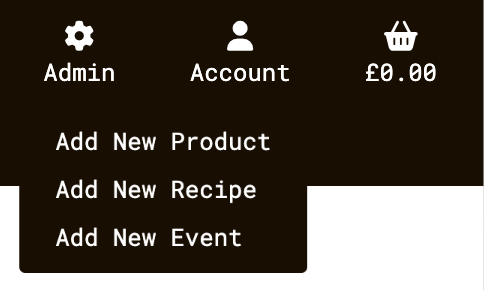 Admin Account £0.00
Add New Product
Add New Recipe
Add New Event